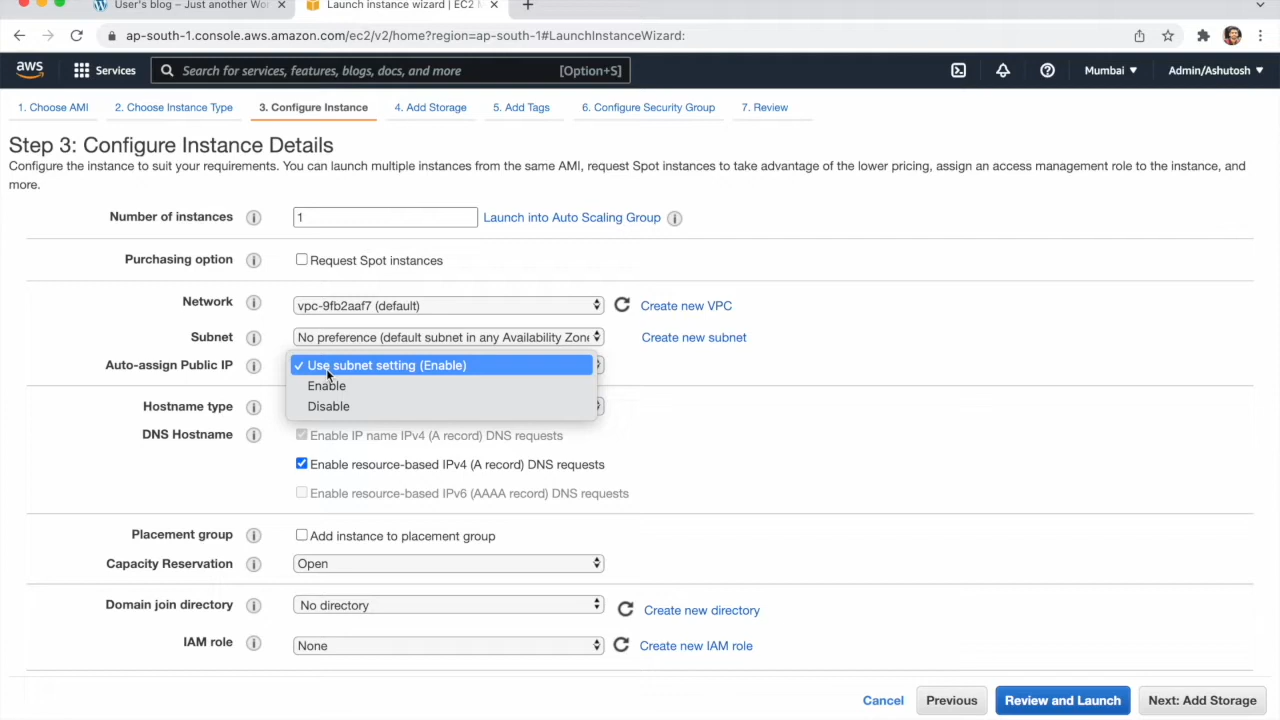 User's blog – Just another Wo
Launch instance wizard | EC2 M
ap-south-1.console.aws.amazon.com/ec2/v2/home?region=ap-south-1#LaunchInstanceWizard:
aws
Services
Search for services, features, blogs, docs, and more
[Option+S]
Mumbai
Admin/Ashutosh
1. Choose AMI
2. Choose Instance Type
3. Configure Instance
4. Add Storage
5. Add Tags
6. Configure Security Group
7. Review
Step 3: Configure Instance Details
Configure the instance to suit your requirements. You can launch multiple instances from the same AMI, request Spot instances to take advantage of the lower pricing, assign an access management role to the instance, and
more.
Number of instances
1
Launch into Auto Scaling Group
Purchasing option
Request Spot instances
Network
vpc-9fb2aaf7 (default)
Create new VPC
Subnet
No preference (default subnet in any Availability Zone
Create new subnet
Auto-assign Public IP
Use subnet setting (Enable)
Enable
Disable
Hostname type
DNS Hostname
Enable IP name IPv4 (A record) DNS requests
Enable resource-based IPv4 (A record) DNS requests
Enable resource-based IPv6 (AAAA record) DNS requests
Placement group
Add instance to placement group
Capacity Reservation
Open
Domain join directory
No directory
Create new directory
IAM role
None
Create new IAM role
Cancel
Previous
Review and Launch
Next: Add Storage